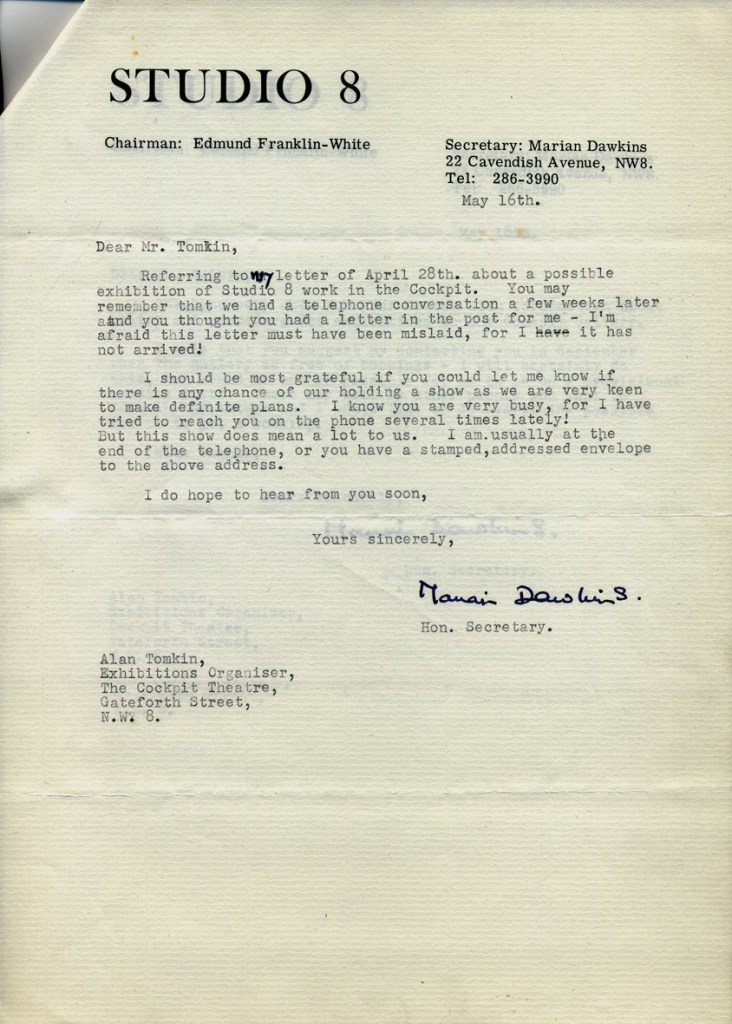 STUDIO 8
Chairman: Edmund Franklin-White
Secretary: Marian Dawkins
22 Cavendish Avenue, NW8.
Tel: 286-3990
May 16th.
Dear Mr. Tomkin,
Referring to my letter of April 28th. about a possible
exhibition of Studio 8 work in the Cockpit. You may
remember that we had a telephone conversation a few weeks later
and you thought you had a letter in the post for me - I'm
afraid this letter must have been mislaid, for I have it has
not arrived!
I should be most grateful if you could let me know if
there is any chance of our holding a show as we are very keen
to make definite plans. I know you are very busy, for I have
tried to reach you on the phone several times lately!
But this show does mean a lot to us. I am.usually at the
end of the telephone, or you have a stamped,addressed envelope
to the above address.
I do hope to hear from you soon,
Yours sincerely,
Marian Dawkins.
Hon. Secretary.
Alan Tomkin,
Exhibitions Organiser,
The Cockpit Theatre,
Gateforth Street,
N.W. 8.